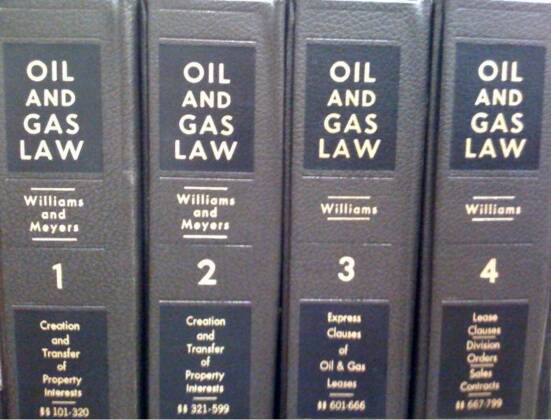 OIL
AND
GAS
LAW
Williams
and
Meyers
1
Creation
and
Transfer
of
Property
Interests
§§ 101-320
OIL
AND
GAS
LAW
Williams
and
Meyers
2
Creation
and
Transfer
of
Property
Interests
§§ 321-599
OIL
AND
GAS
LAW
Williams
3
Express
Clauses
of
Oil & Gas
Leases
§§ 601-666
OIL
AND
GAS
LAW
Williams
4
Lease
Clauses
Division
Orders
Sales
Contracts
§§ 667-799